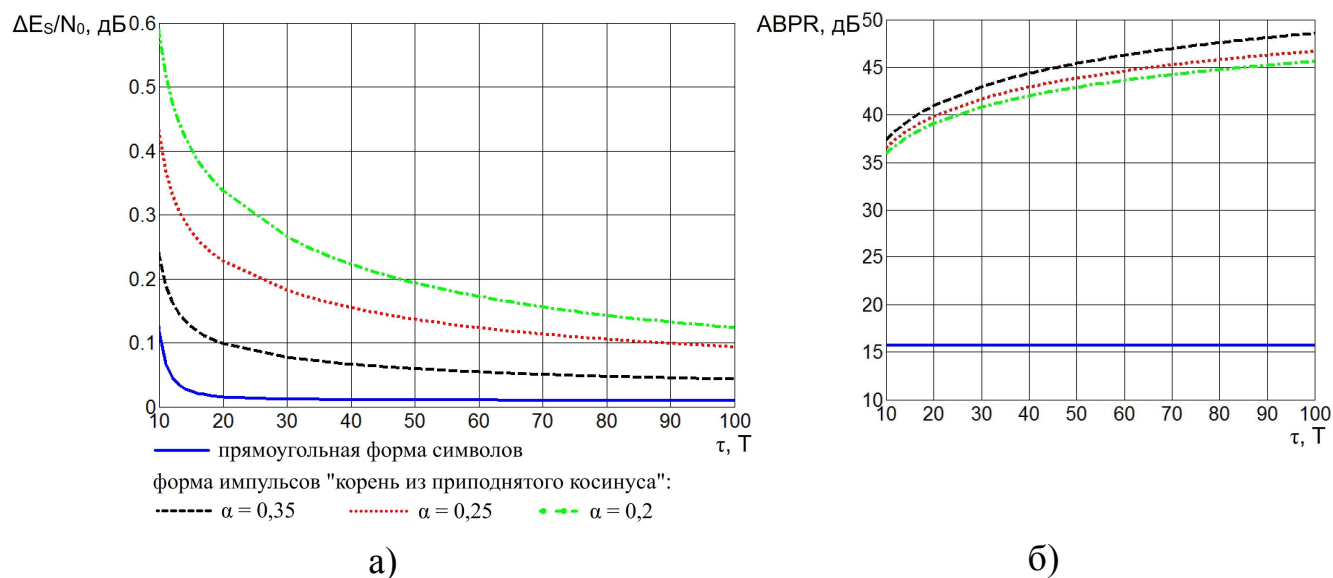 ΔE_S/N_0, дБ
0.6
0.5
0.4
0.3
0.2
0.1
0
10 20 30 40 50 60 70 80 90 100
τ, T
ABPR, дБ
50
45
40
35
30
25
20
15
10
10 20 30 40 50 60 70 80 90 100
τ, T
прямоугольная форма символов
форма импульсов "корень из приподнятого косинуса":
α = 0,35 α = 0,25 α = 0,2
а) б)